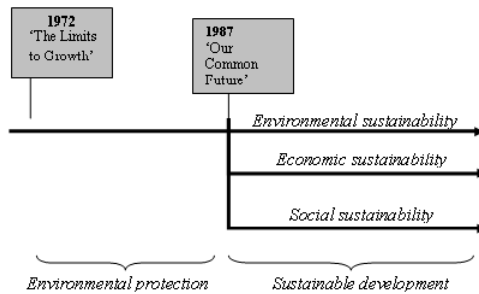 1972
‘The Limits
to Growth’
1987
‘Our
Common
Future’
Environmental sustainability
Economic sustainability
Social sustainability
Environmental protection
Sustainable development